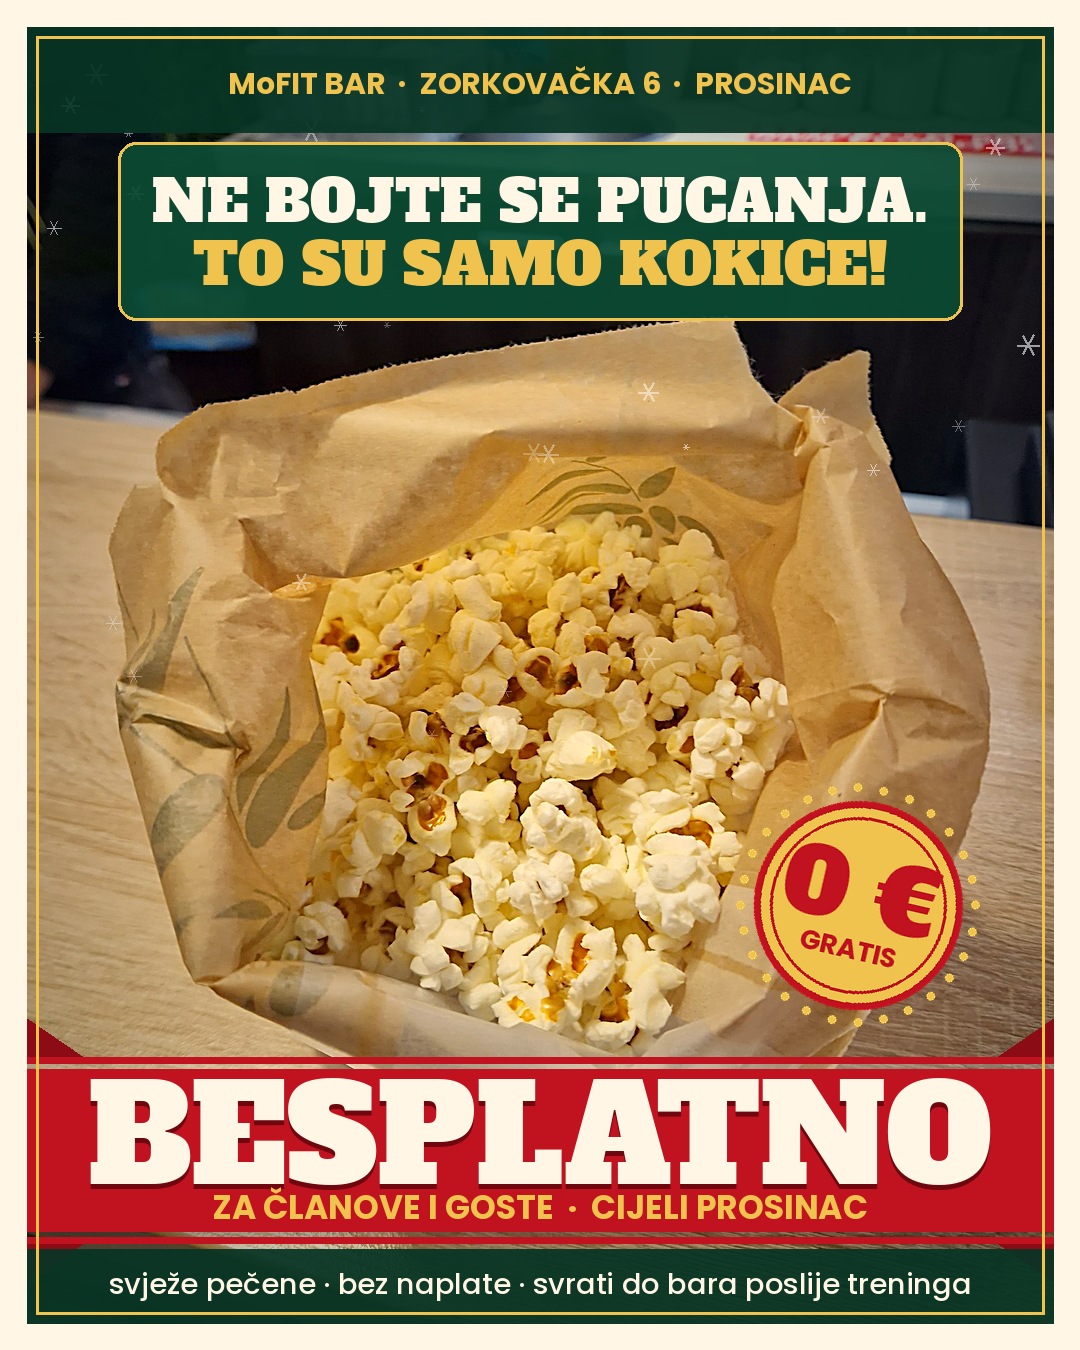 MoFIT BAR · ZORKOVAČKA 6 · PROSINAC
NE BOJTE SE PUCANJA.
TO SU SAMO KOKICE!
0 €
GRATIS
BESPLATNO
ZA ČLANOVE I GOSTE · CIJELI PROSINAC
svježe pečene · bez naplate · svrati do bara poslije treninga